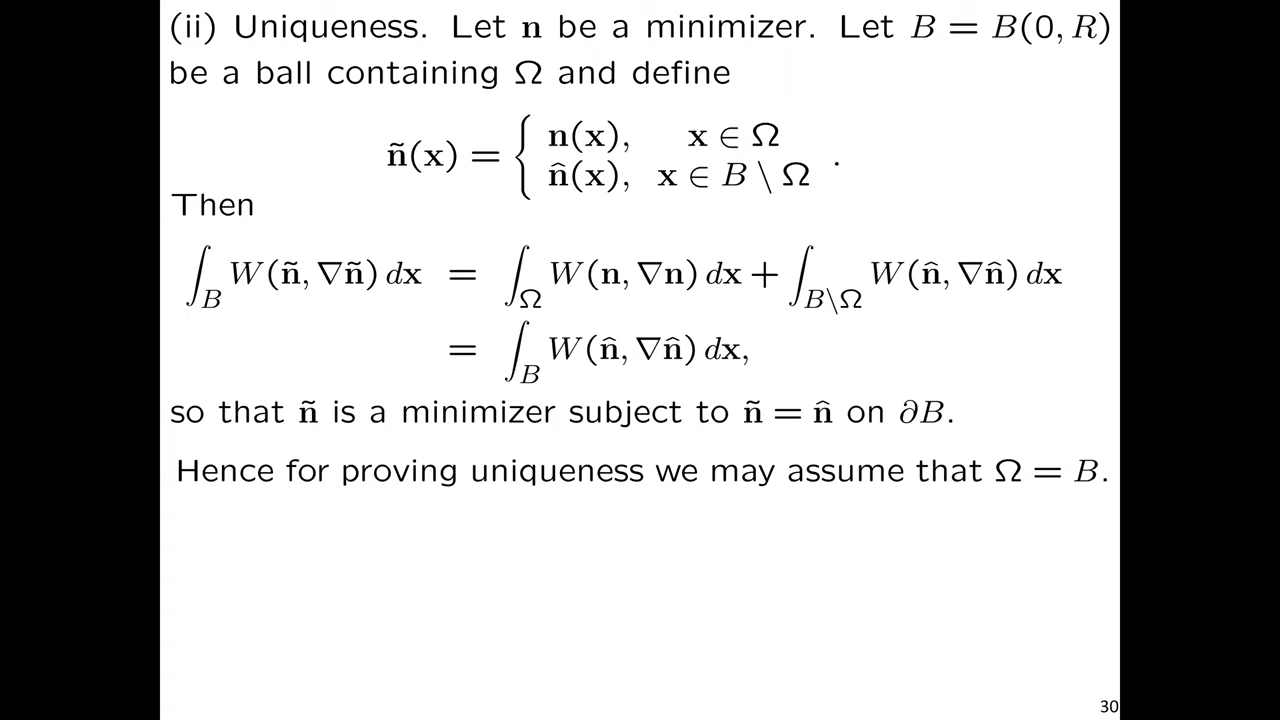 (ii) Uniqueness. Let n be a minimizer. Let B = B(0, R)
be a ball containing Ω and define
ñ(x) = { n(x), x ∈ Ω
n̂(x), x ∈ B \ Ω .
Then
∫_B W(ñ, ∇ñ) dx = ∫_Ω W(n, ∇n) dx + ∫_{B\Ω} W(n̂, ∇n̂) dx
= ∫_B W(n̂, ∇n̂) dx,
so that ñ is a minimizer subject to ñ = n̂ on ∂B.
Hence for proving uniqueness we may assume that Ω = B.
30